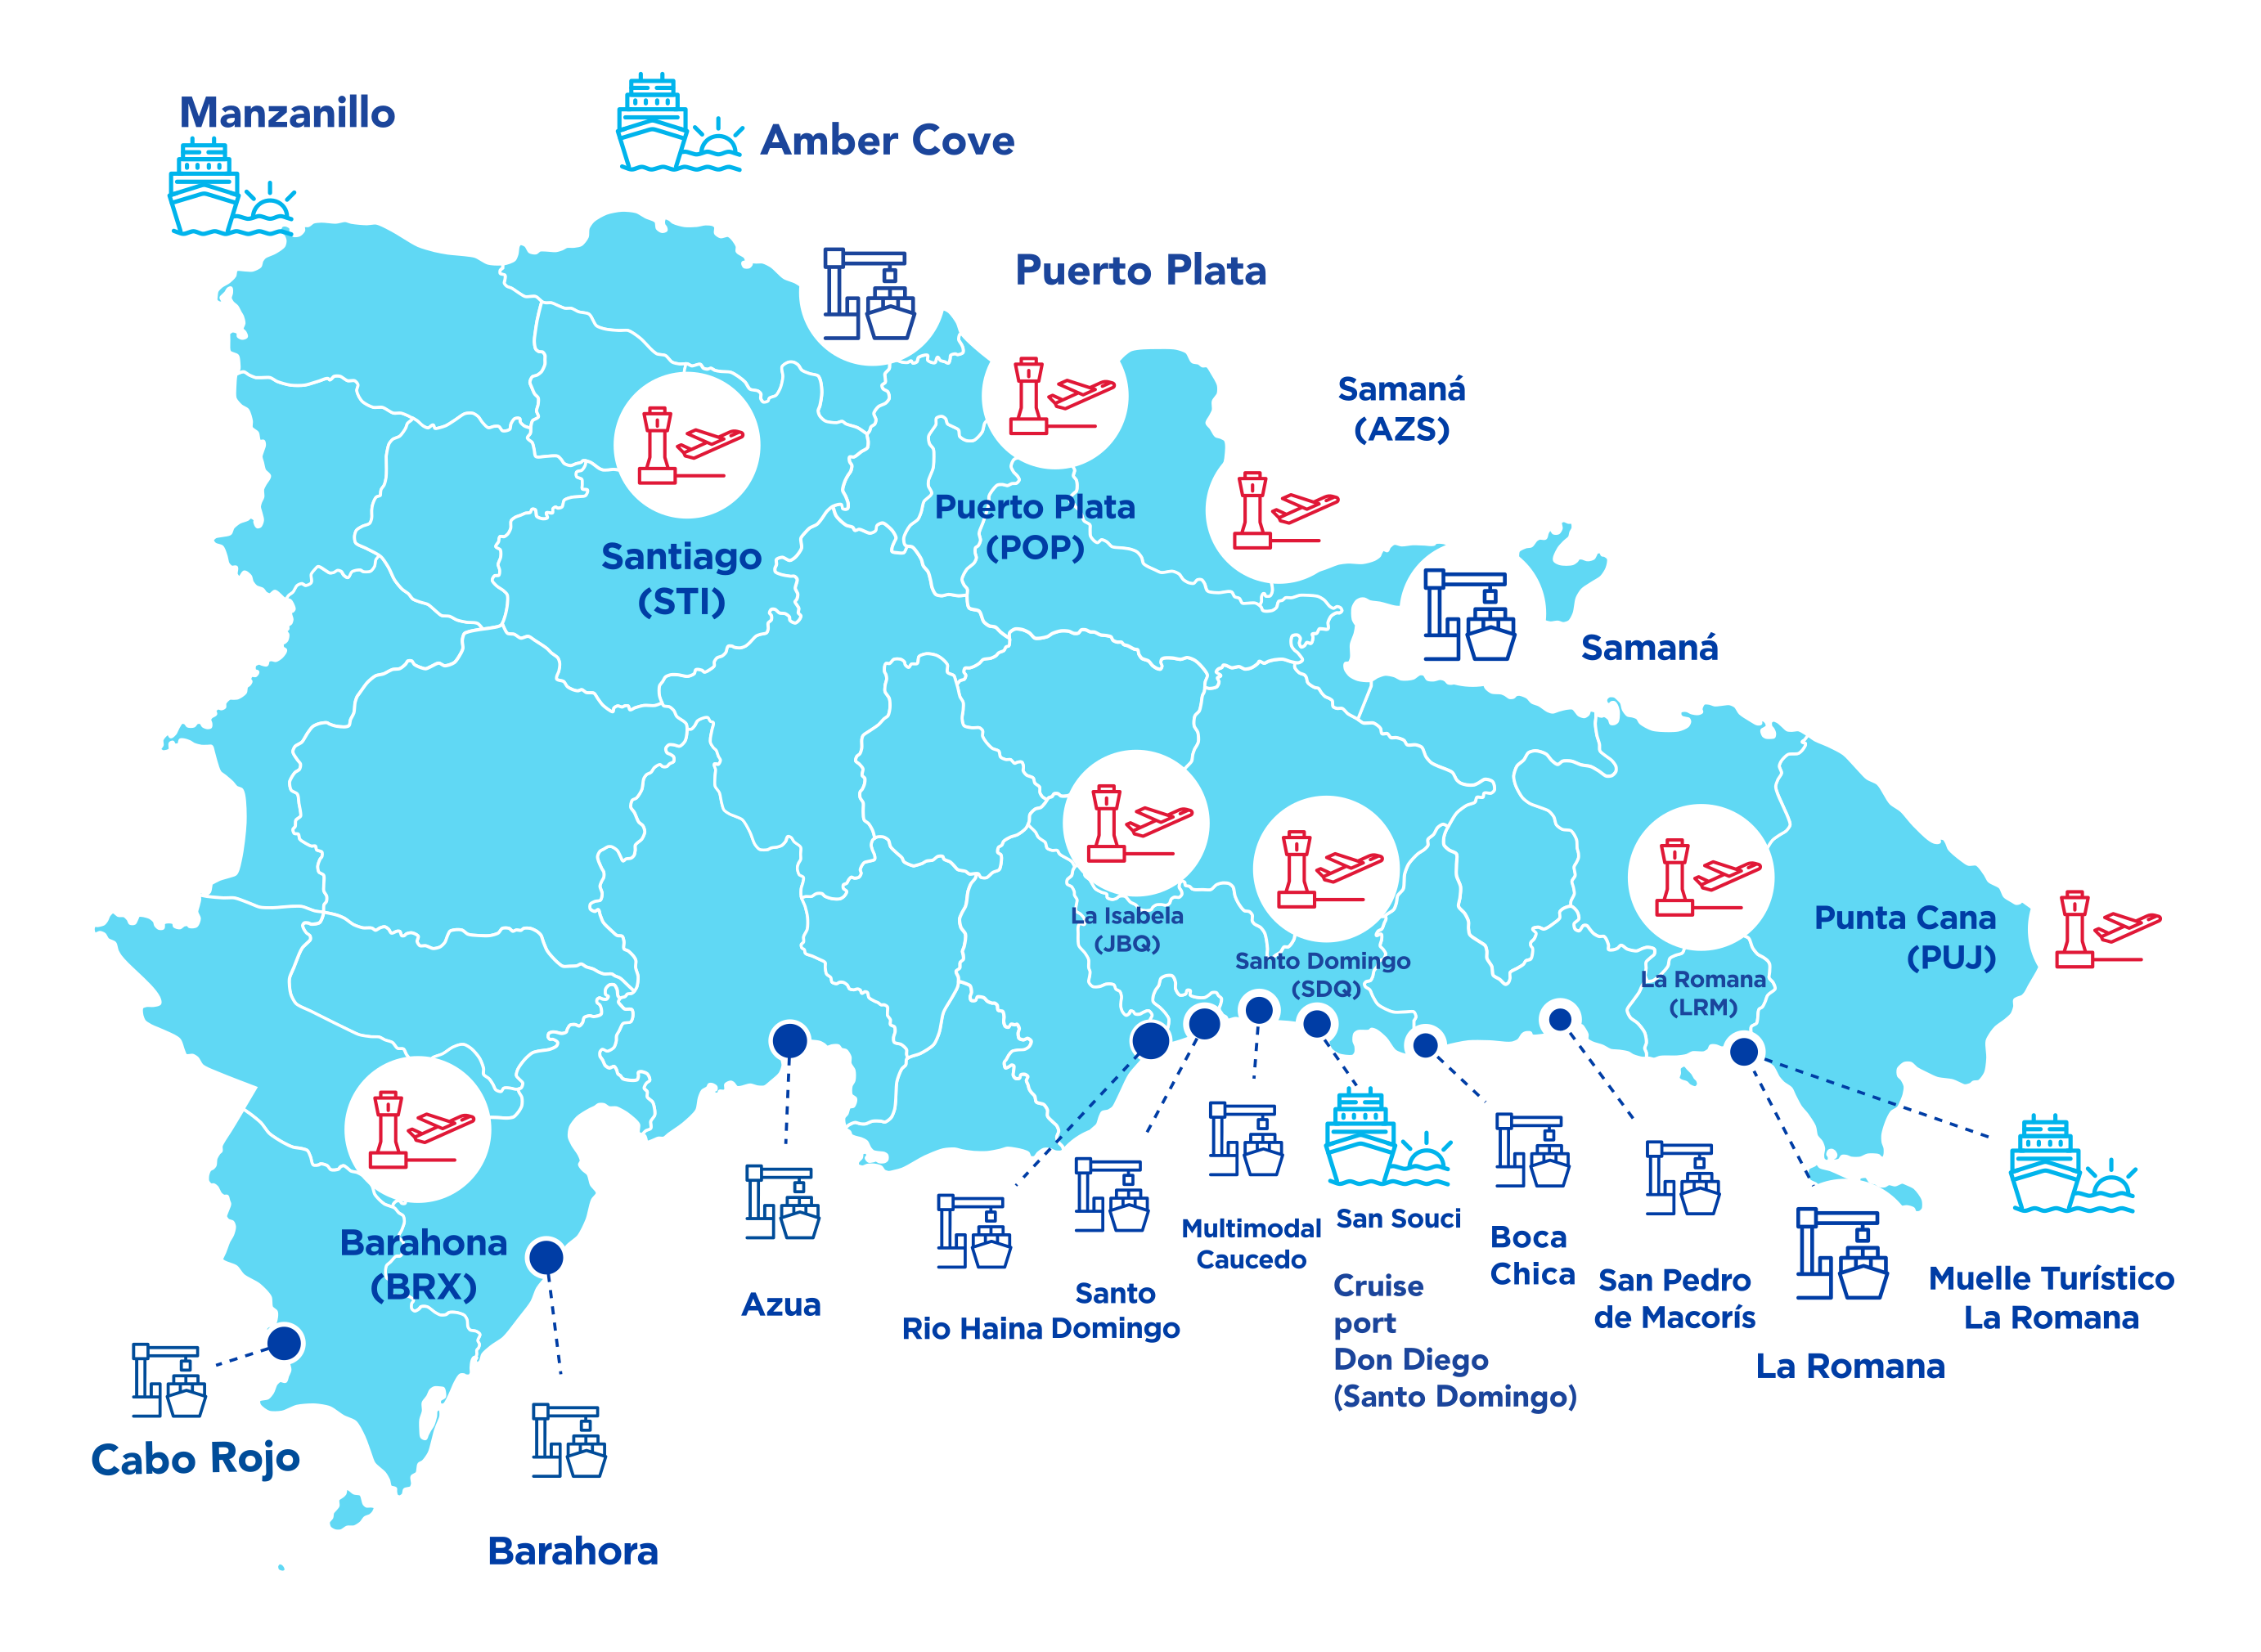 Manzanillo
Amber Cove
Puerto Plata
Samaná
(AZS)
Puerto Plata
(POP)
Santiago
(STI)
Samaná
La Isabela
(JBQ)
Santo Domingo
(SDQ)
La Romana
(LRM)
Punta Cana
(PUJ)
Barahona
(BRX)
Azua
Rio Haina
Santo
Domingo
Multimodal
Caucedo
San Souci
Cruise
port
Don Diego
(Santo Domingo)
Boca
Chica
San Pedro
de Macorís
La Romana
Muelle Turístico
La Romana
Cabo Rojo
Barahora